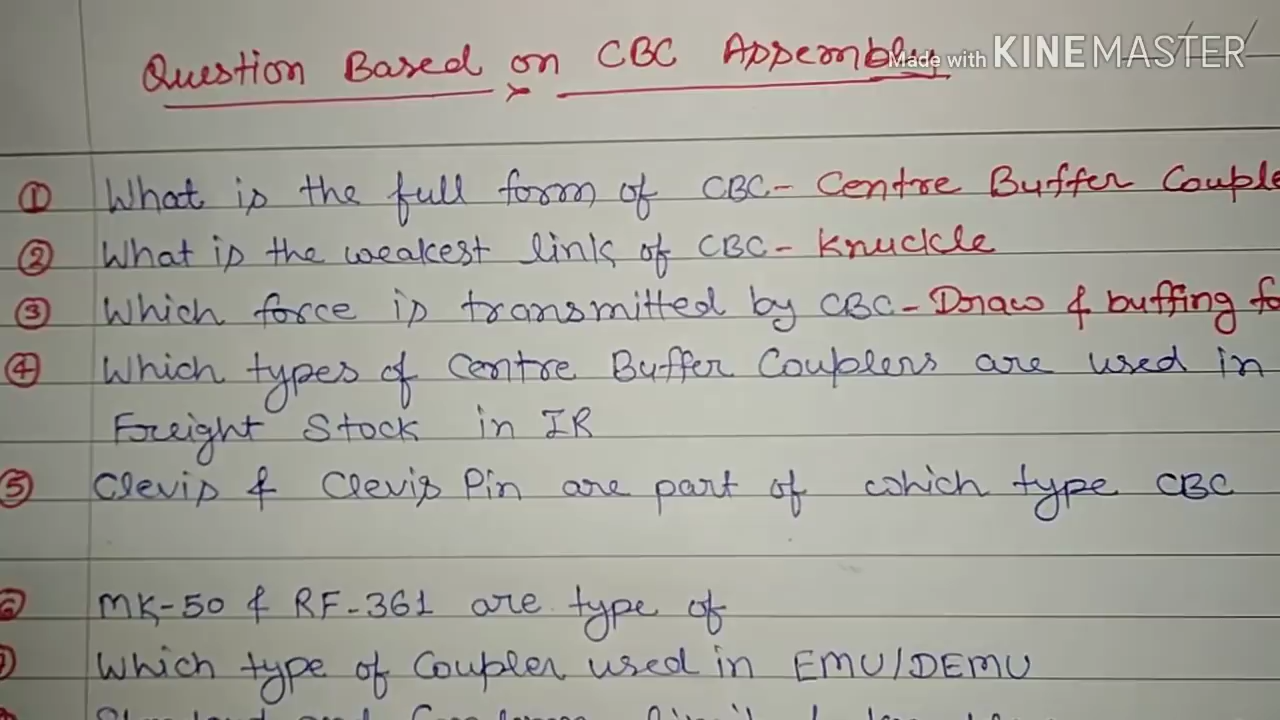 Question Based on CBC Assembly
Made with KINEMASTER
① What is the full form of CBC- Centre Buffer Couple
② What is the weakest link of CBC- Knuckle
③ Which force is transmitted by CBC- Draw & buffing fo
④ Which types of Centre Buffer Couplers are used in
Freight Stock in IR
⑤ Clevis & Clevis Pin are part of which type CBC
⑥ MK-50 & RF-361 are type of
⑦ Which type of Coupler used in EMU/DEMU